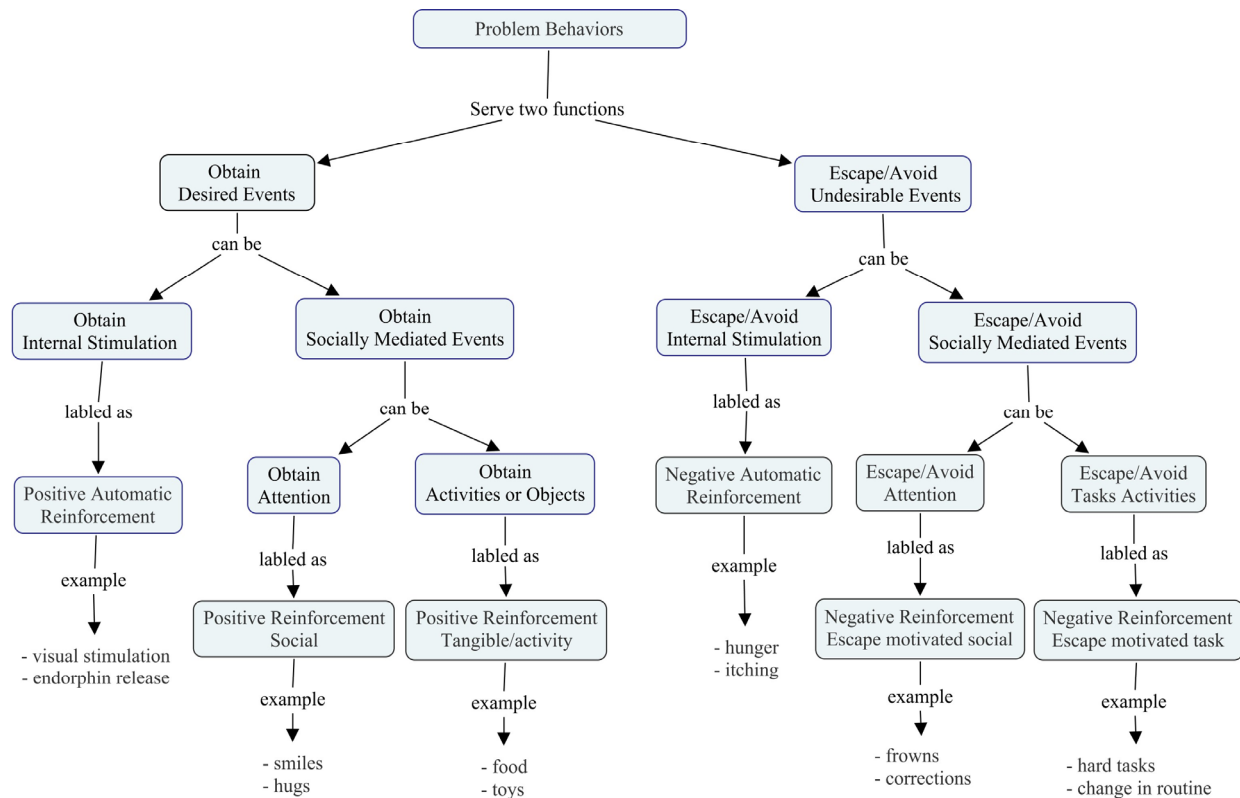 Problem Behaviors
Serve two functions
Obtain
Desired Events
Escape/Avoid
Undesirable Events
can be
can be
Obtain
Internal Stimulation
Obtain
Socially Mediated Events
Escape/Avoid
Internal Stimulation
Escape/Avoid
Socially Mediated Events
labled as
can be
labled as
can be
Positive Automatic
Reinforcement
Obtain
Attention
Obtain
Activities or Objects
Negative Automatic
Reinforcement
Escape/Avoid
Attention
Escape/Avoid
Tasks Activities
example
labled as
labled as
example
labled as
labled as
- visual stimulation
- endorphin release
Positive Reinforcement
Social
Positive Reinforcement
Tangible/activity
- hunger
- itching
Negative Reinforcement
Escape motivated social
Negative Reinforcement
Escape motivated task
example
example
example
example
- smiles
- hugs
- food
- toys
- frowns
- corrections
- hard tasks
- change in routine